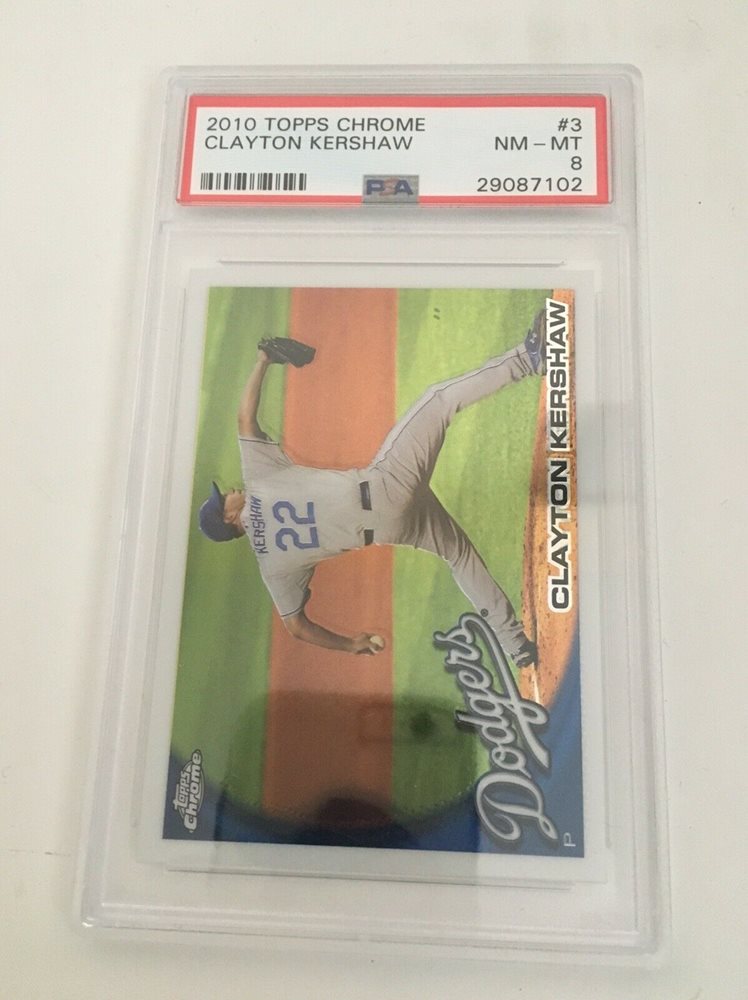 2010 TOPPS CHROME #3
CLAYTON KERSHAW NM – MT
8
PSA 29087102
CLAYTON KERSHAW
KERSHAW
22
Dodgers®
Topps
Chrome
P